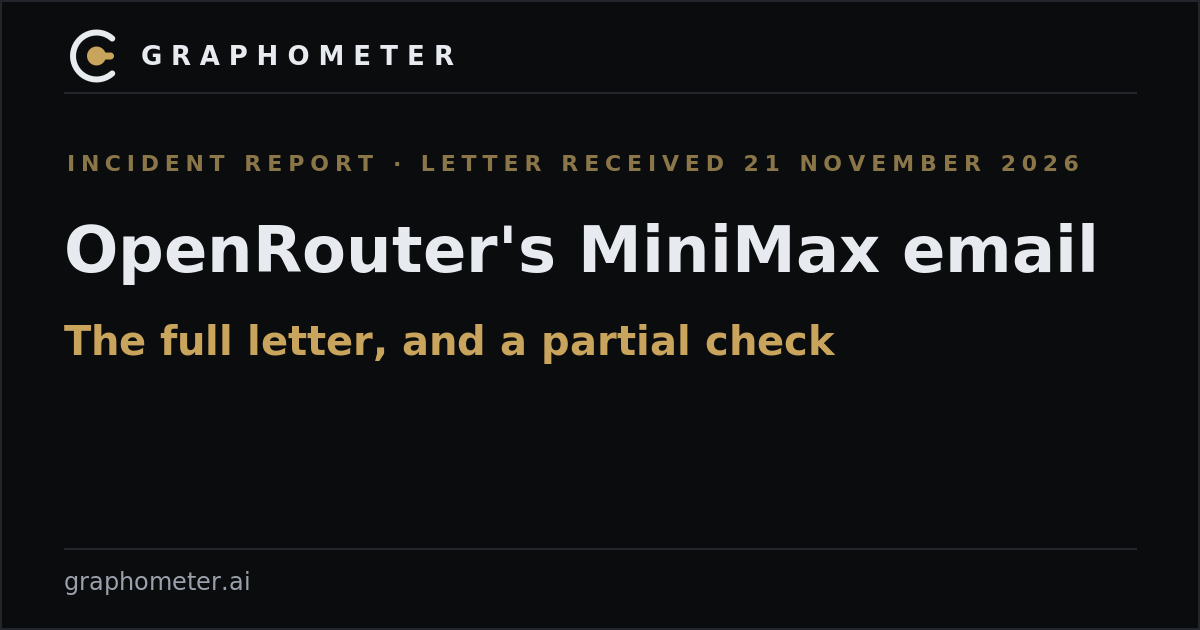 GRAPHOMETER
INCIDENT REPORT · LETTER RECEIVED 21 NOVEMBER 2026
OpenRouter's MiniMax email
The full letter, and a partial check
graphometer.ai